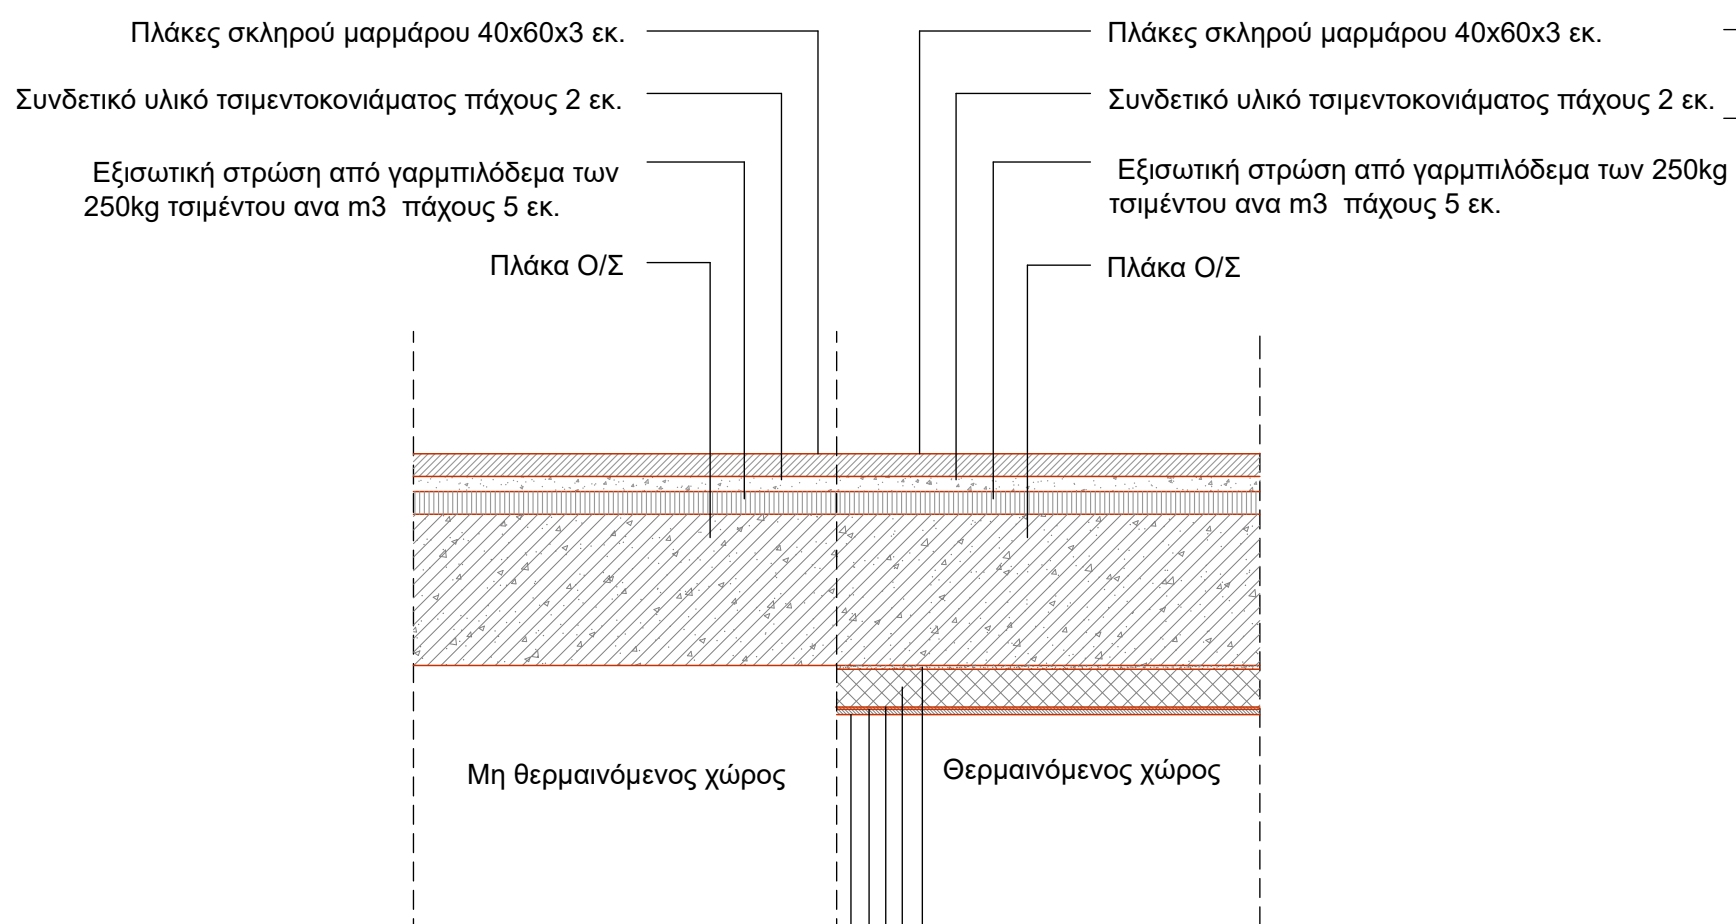 Πλάκες σκληρού μαρμάρου 40x60x3 εκ.
Συνδετικό υλικό τσιμεντοκονιάματος πάχους 2 εκ.
Εξισωτική στρώση από γαρμπιλόδεμα των
250kg τσιμέντου ανα m3 πάχους 5 εκ.
Πλάκα Ο/Σ
Πλάκες σκληρού μαρμάρου 40x60x3 εκ.
Συνδετικό υλικό τσιμεντοκονιάματος πάχους 2 εκ.
Εξισωτική στρώση από γαρμπιλόδεμα των 250kg
τσιμέντου ανα m3 πάχους 5 εκ.
Πλάκα Ο/Σ
Μη θερμαινόμενος χώρος
Θερμαινόμενος χώρος